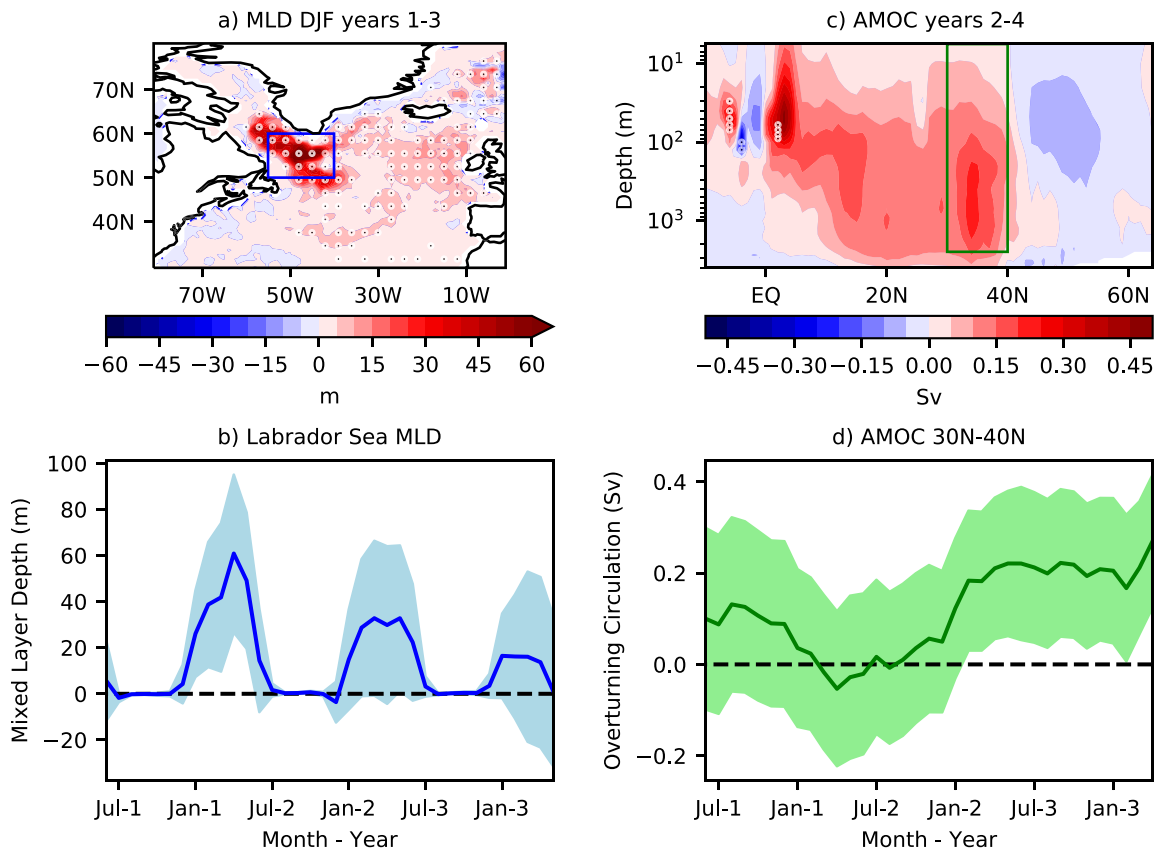 a) MLD DJF years 1-3
70N
60N
50N
40N
70W 50W 30W 10W
−60 −45 −30 −15 0 15 30 45 60
m
c) AMOC years 2-4
Depth (m)
10¹
10²
10³
EQ 20N 40N 60N
−0.45 −0.30 −0.15 0.00 0.15 0.30 0.45
Sv
b) Labrador Sea MLD
Mixed Layer Depth (m)
100
80
60
40
20
0
−20
Jul-1 Jan-1 Jul-2 Jan-2 Jul-3 Jan-3
Month - Year
d) AMOC 30N-40N
Overturning Circulation (Sv)
0.4
0.2
0.0
−0.2
Jul-1 Jan-1 Jul-2 Jan-2 Jul-3 Jan-3
Month - Year